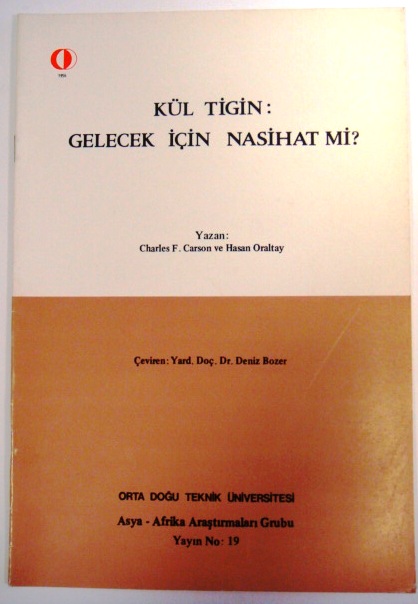 KÜL TİGİN:
GELECEK İÇİN NASİHAT Mİ?
Yazan:
Charles F. Carson ve Hasan Oraltay
Çeviren: Yard. Doç. Dr. Deniz Bozer
ORTA DOĞU TEKNİK ÜNİVERSİTESİ
Asya - Afrika Araştırmaları Grubu
Yayın No: 19